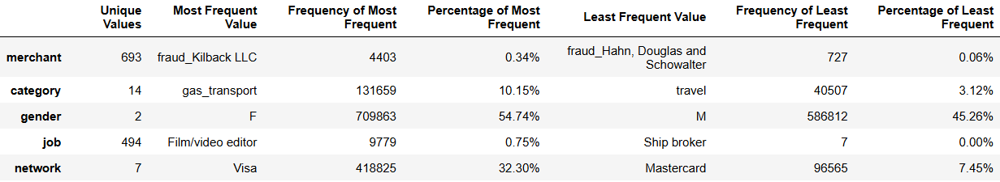 Unique Values Most Frequent Value Frequency of Most Frequent Percentage of Most Frequent Least Frequent Value Frequency of Least Frequent Percentage of Least Frequent
merchant 693 fraud_Kilback LLC 4403 0.34% fraud_Hahn, Douglas and Schowalter 727 0.06%
category 14 gas_transport 131659 10.15% travel 40507 3.12%
gender 2 F 709863 54.74% M 586812 45.26%
job 494 Film/video editor 9779 0.75% Ship broker 7 0.00%
network 7 Visa 418825 32.30% Mastercard 96565 7.45%